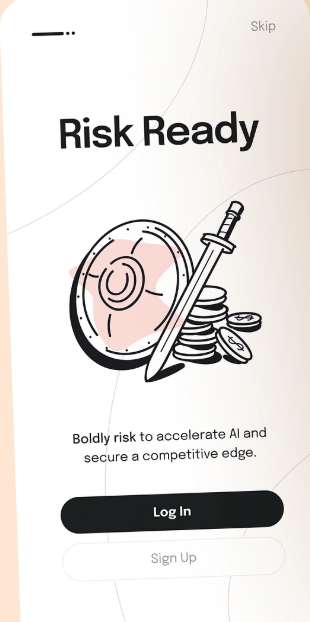 Skip
Risk Ready
Boldly risk to accelerate AI and
secure a competitive edge.
Log In
Sign Up